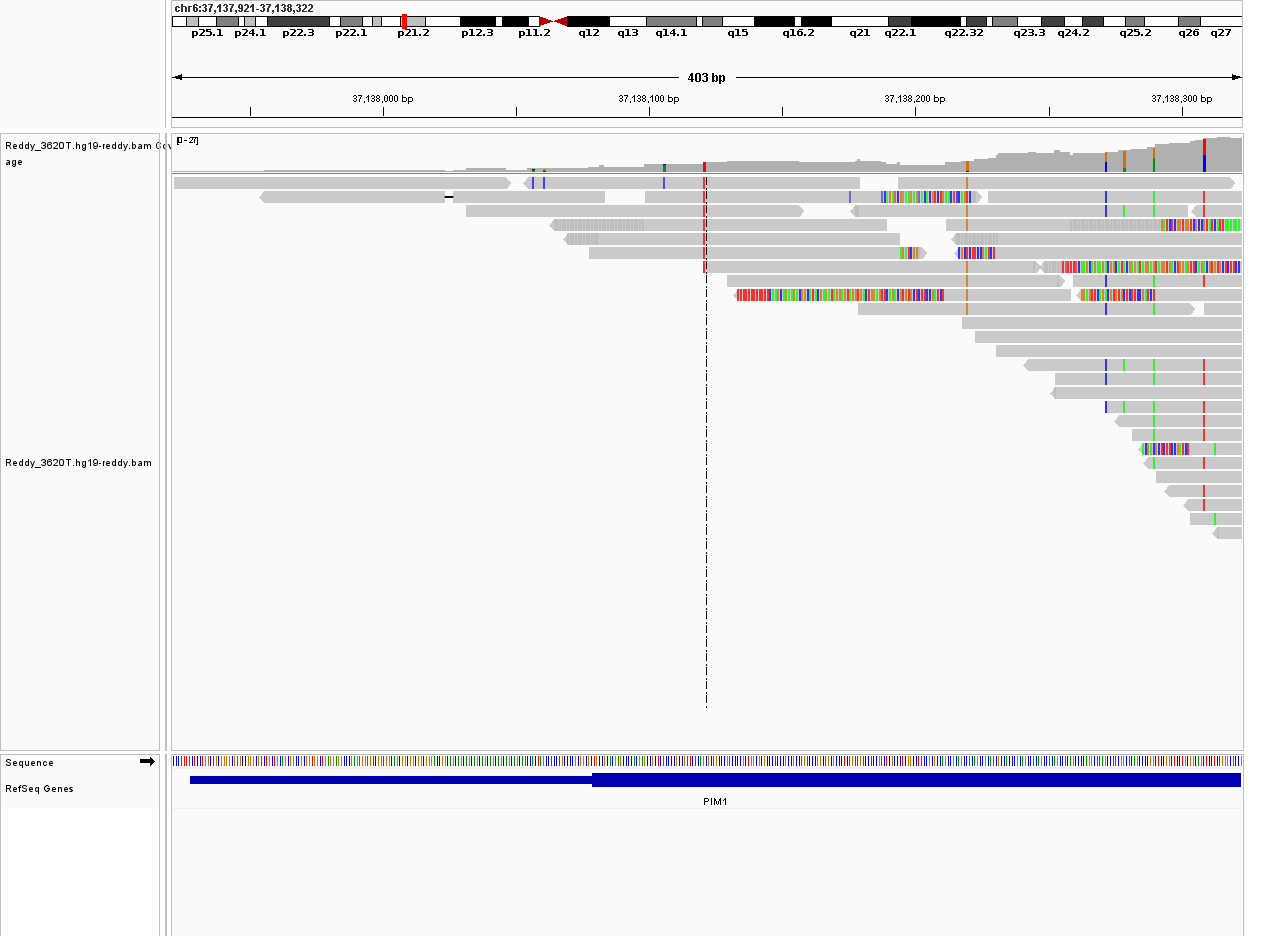 chr6:37,137,921-37,138,322
p25.1 p24.1 p22.3 p22.1 p21.2 p12.3 p11.2 q12 q13 q14.1 q15 q16.2 q21 q22.1 q22.32 q23.3 q24.2 q25.2 q26 q27
403 bp
37,138,000 bp 37,138,100 bp 37,138,200 bp 37,138,300 bp
Reddy_3620T.hg19-reddy.bam Cov
age
[0 - 27]
Reddy_3620T.hg19-reddy.bam
Sequence
RefSeq Genes
PIM1